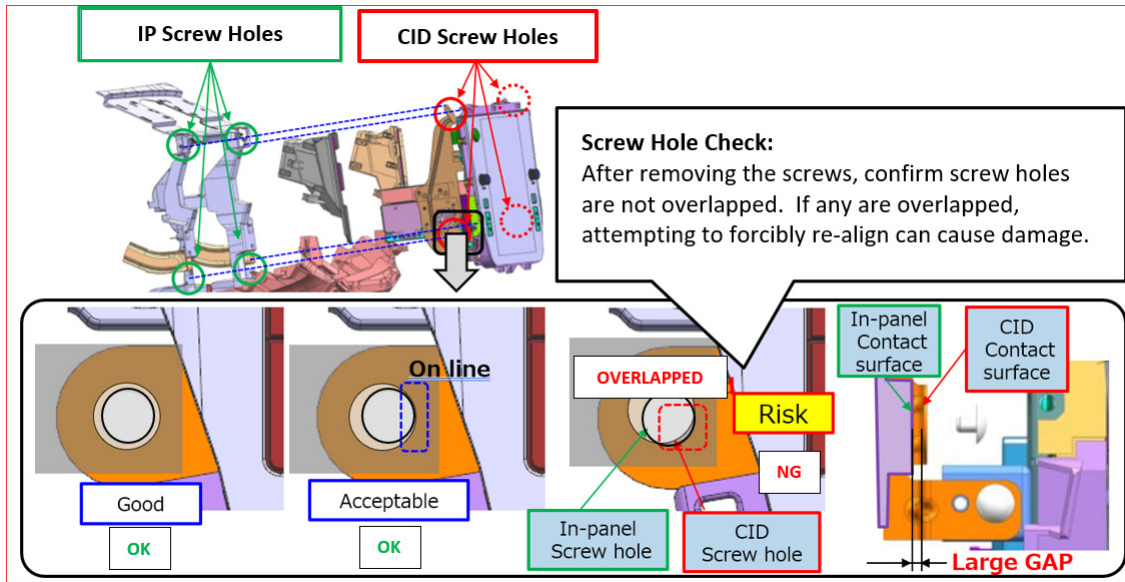 IP Screw Holes
CID Screw Holes
Screw Hole Check:
After removing the screws, confirm screw holes
are not overlapped.  If any are overlapped,
attempting to forcibly re-align can cause damage.
On line
OVERLAPPED
Risk
NG
Good
OK
Acceptable
OK
In-panel
Screw hole
CID
Screw hole
In-panel
Contact
surface
CID
Contact
surface
Large GAP